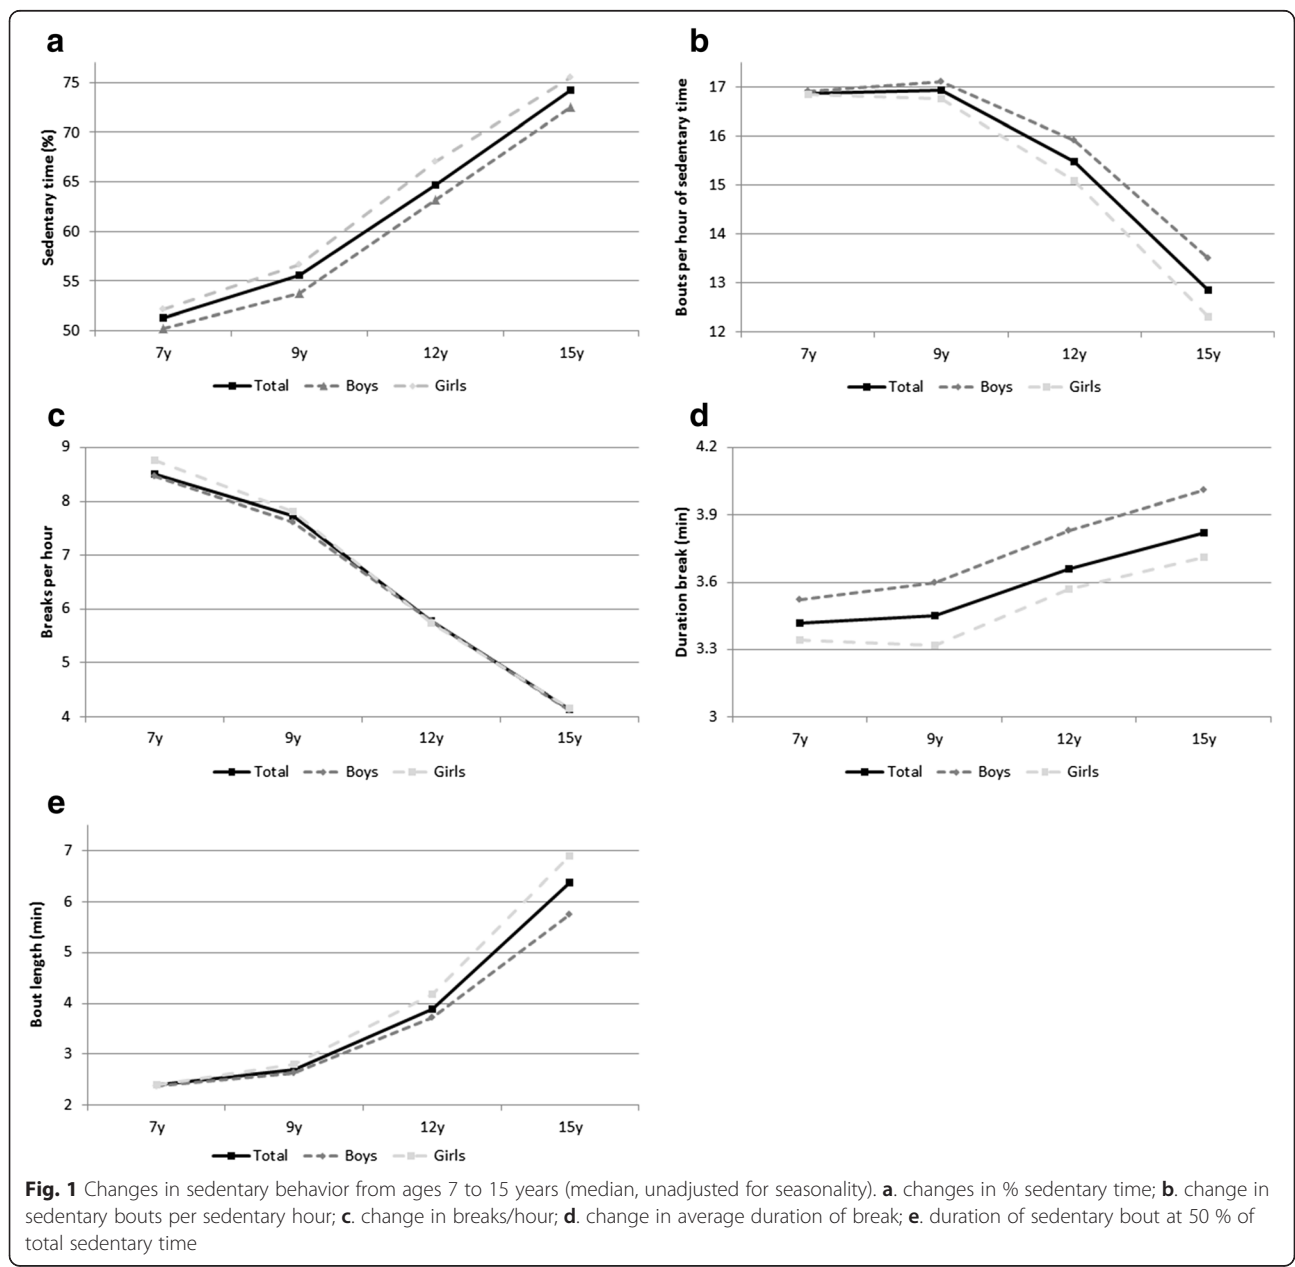 a
Sedentary time (%)
75
70
65
60
55
50
7y 9y 12y 15y
Total Boys Girls
b
Bouts per hour of sedentary time
17
16
15
14
13
12
7y 9y 12y 15y
Total Boys Girls
c
Breaks per hour
9
8
7
6
5
4
7y 9y 12y 15y
Total Boys Girls
d
Duration break (min)
4.2
3.9
3.6
3.3
3
7y 9y 12y 15y
Total Boys Girls
e
Bout length (min)
7
6
5
4
3
2
7y 9y 12y 15y
Total Boys Girls
Fig. 1 Changes in sedentary behavior from ages 7 to 15 years (median, unadjusted for seasonality). a. changes in % sedentary time; b. change in
sedentary bouts per sedentary hour; c. change in breaks/hour; d. change in average duration of break; e. duration of sedentary bout at 50 % of
total sedentary time